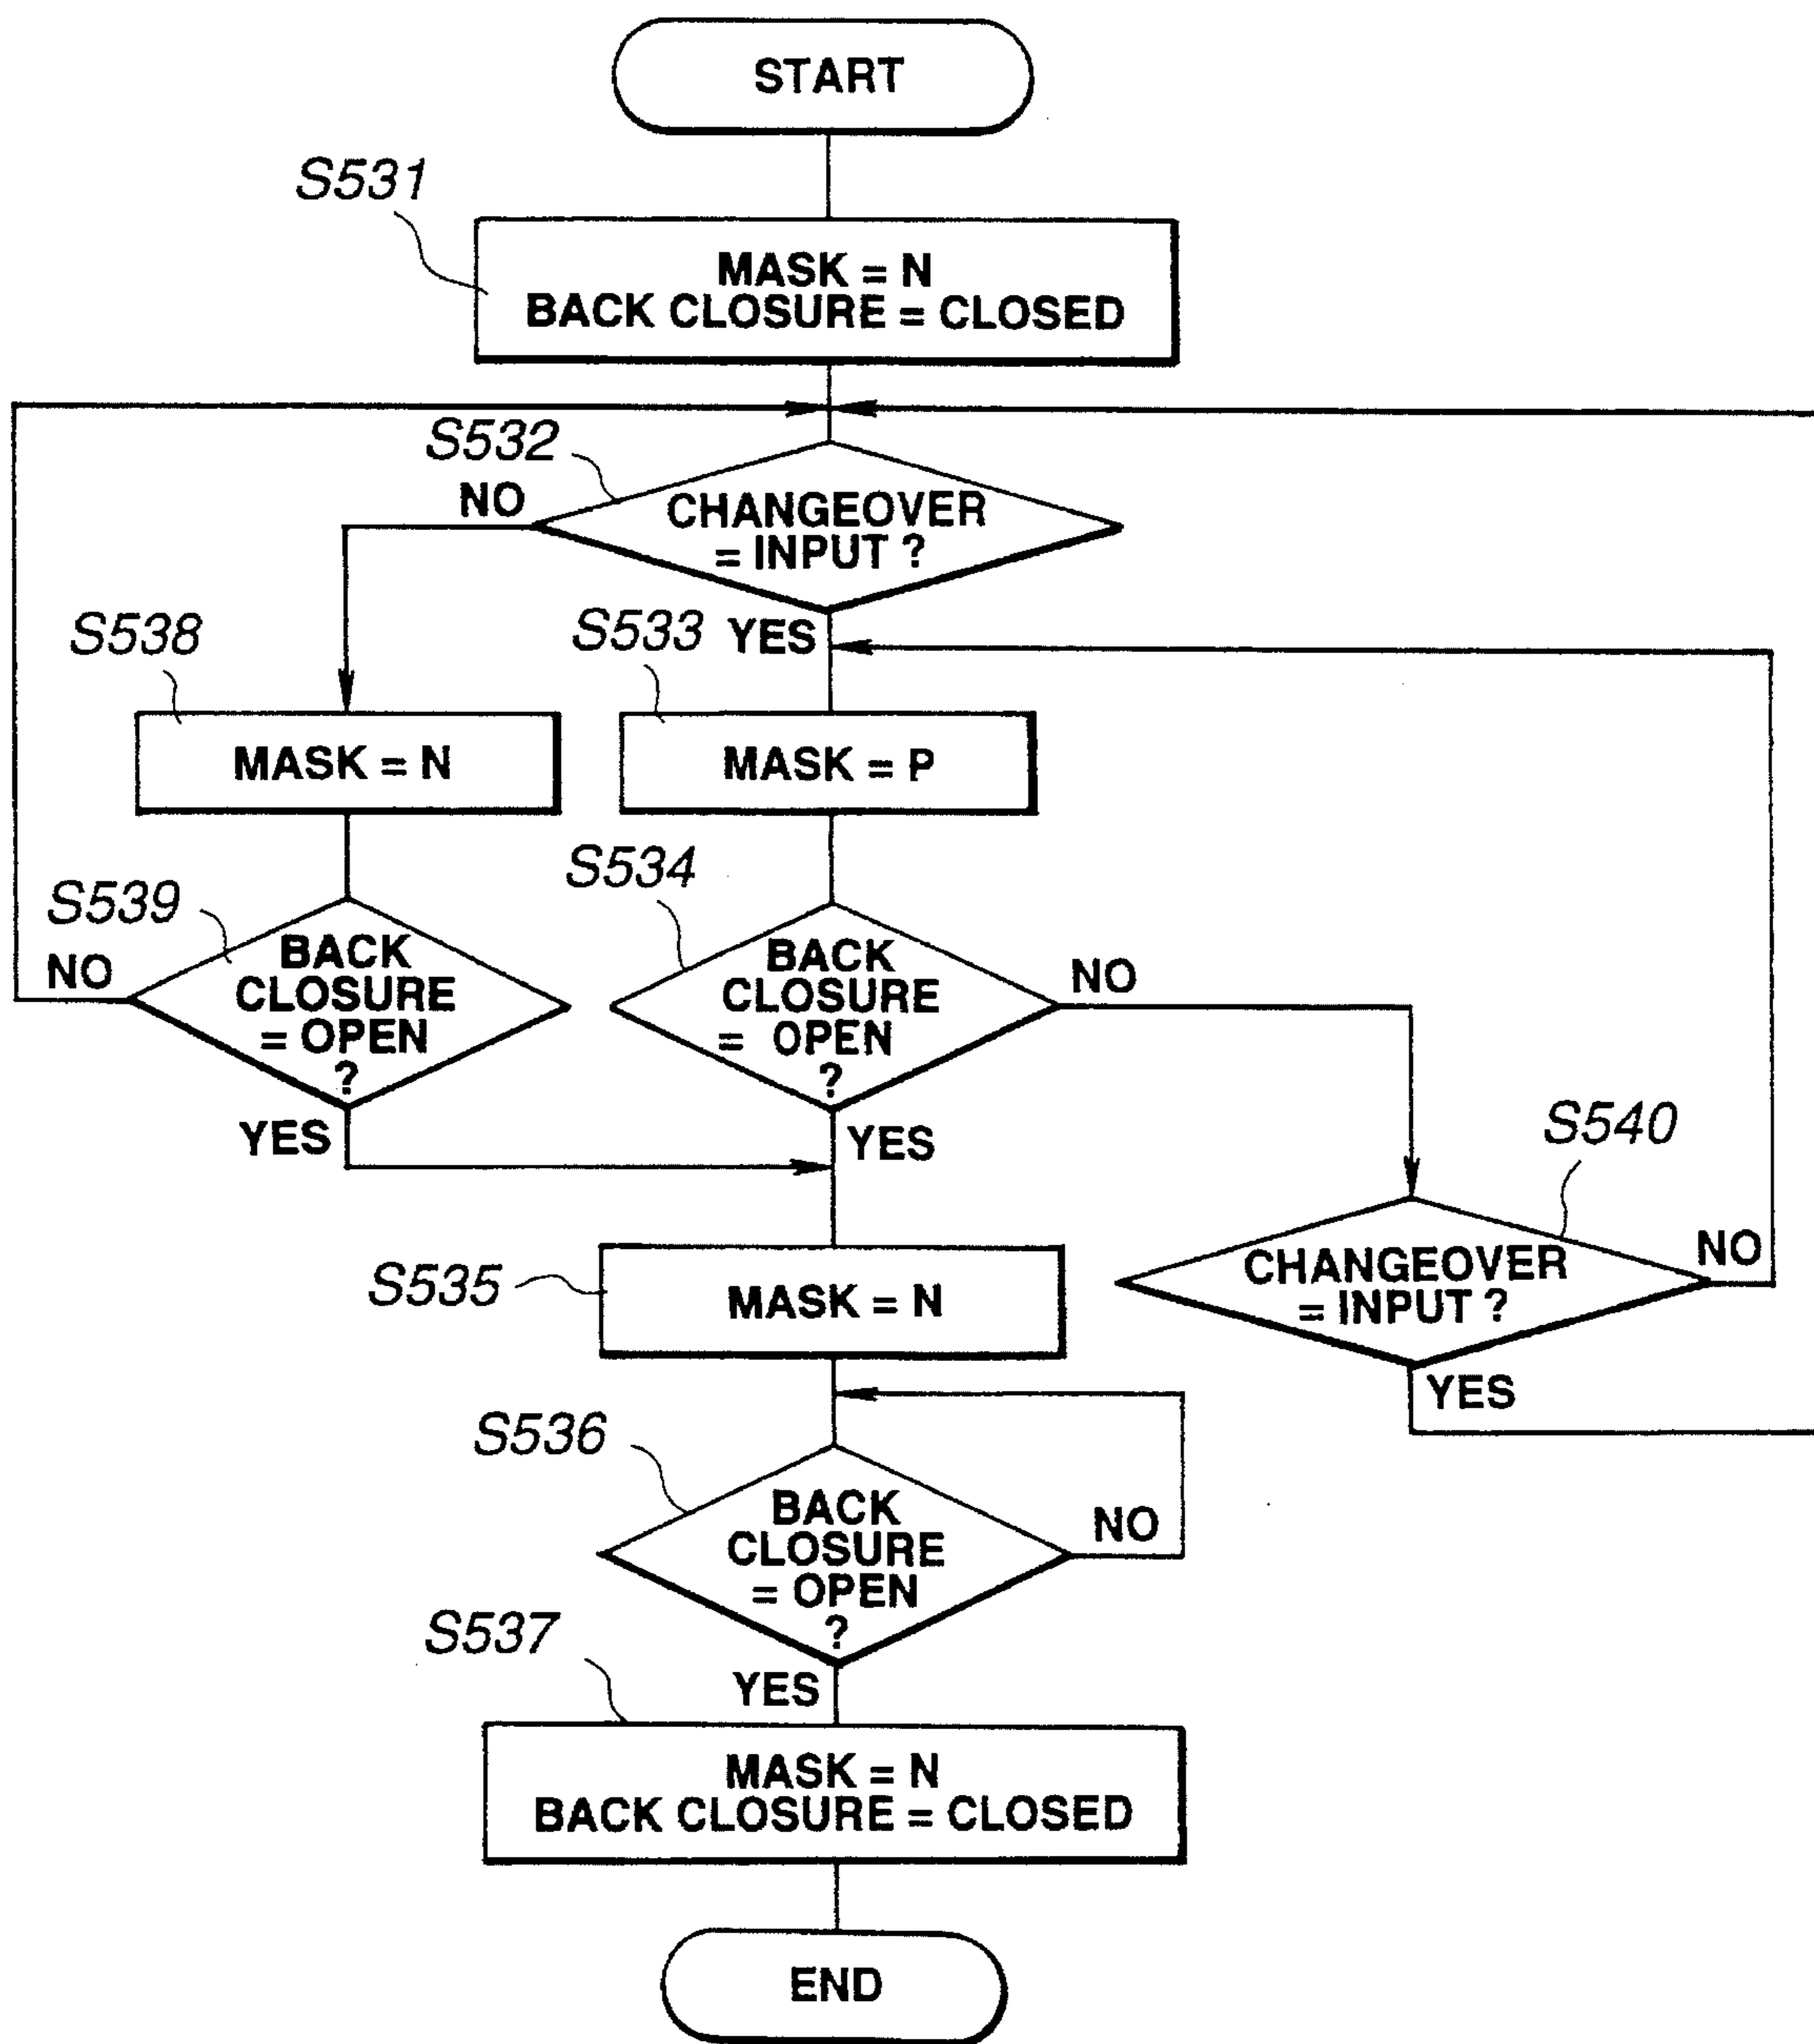 START
S531
MASK = N
BACK CLOSURE = CLOSED
S532
NO
CHANGEOVER
= INPUT ?
YES
S538
S533
MASK = N
MASK = P
S539
S534
NO
BACK
CLOSURE
= OPEN
?
BACK
CLOSURE
= OPEN
?
NO
YES
YES
S540
CHANGEOVER
= INPUT ?
NO
YES
S535
MASK = N
S536
BACK
CLOSURE
= OPEN
?
NO
YES
S537
MASK = N
BACK CLOSURE = CLOSED
END